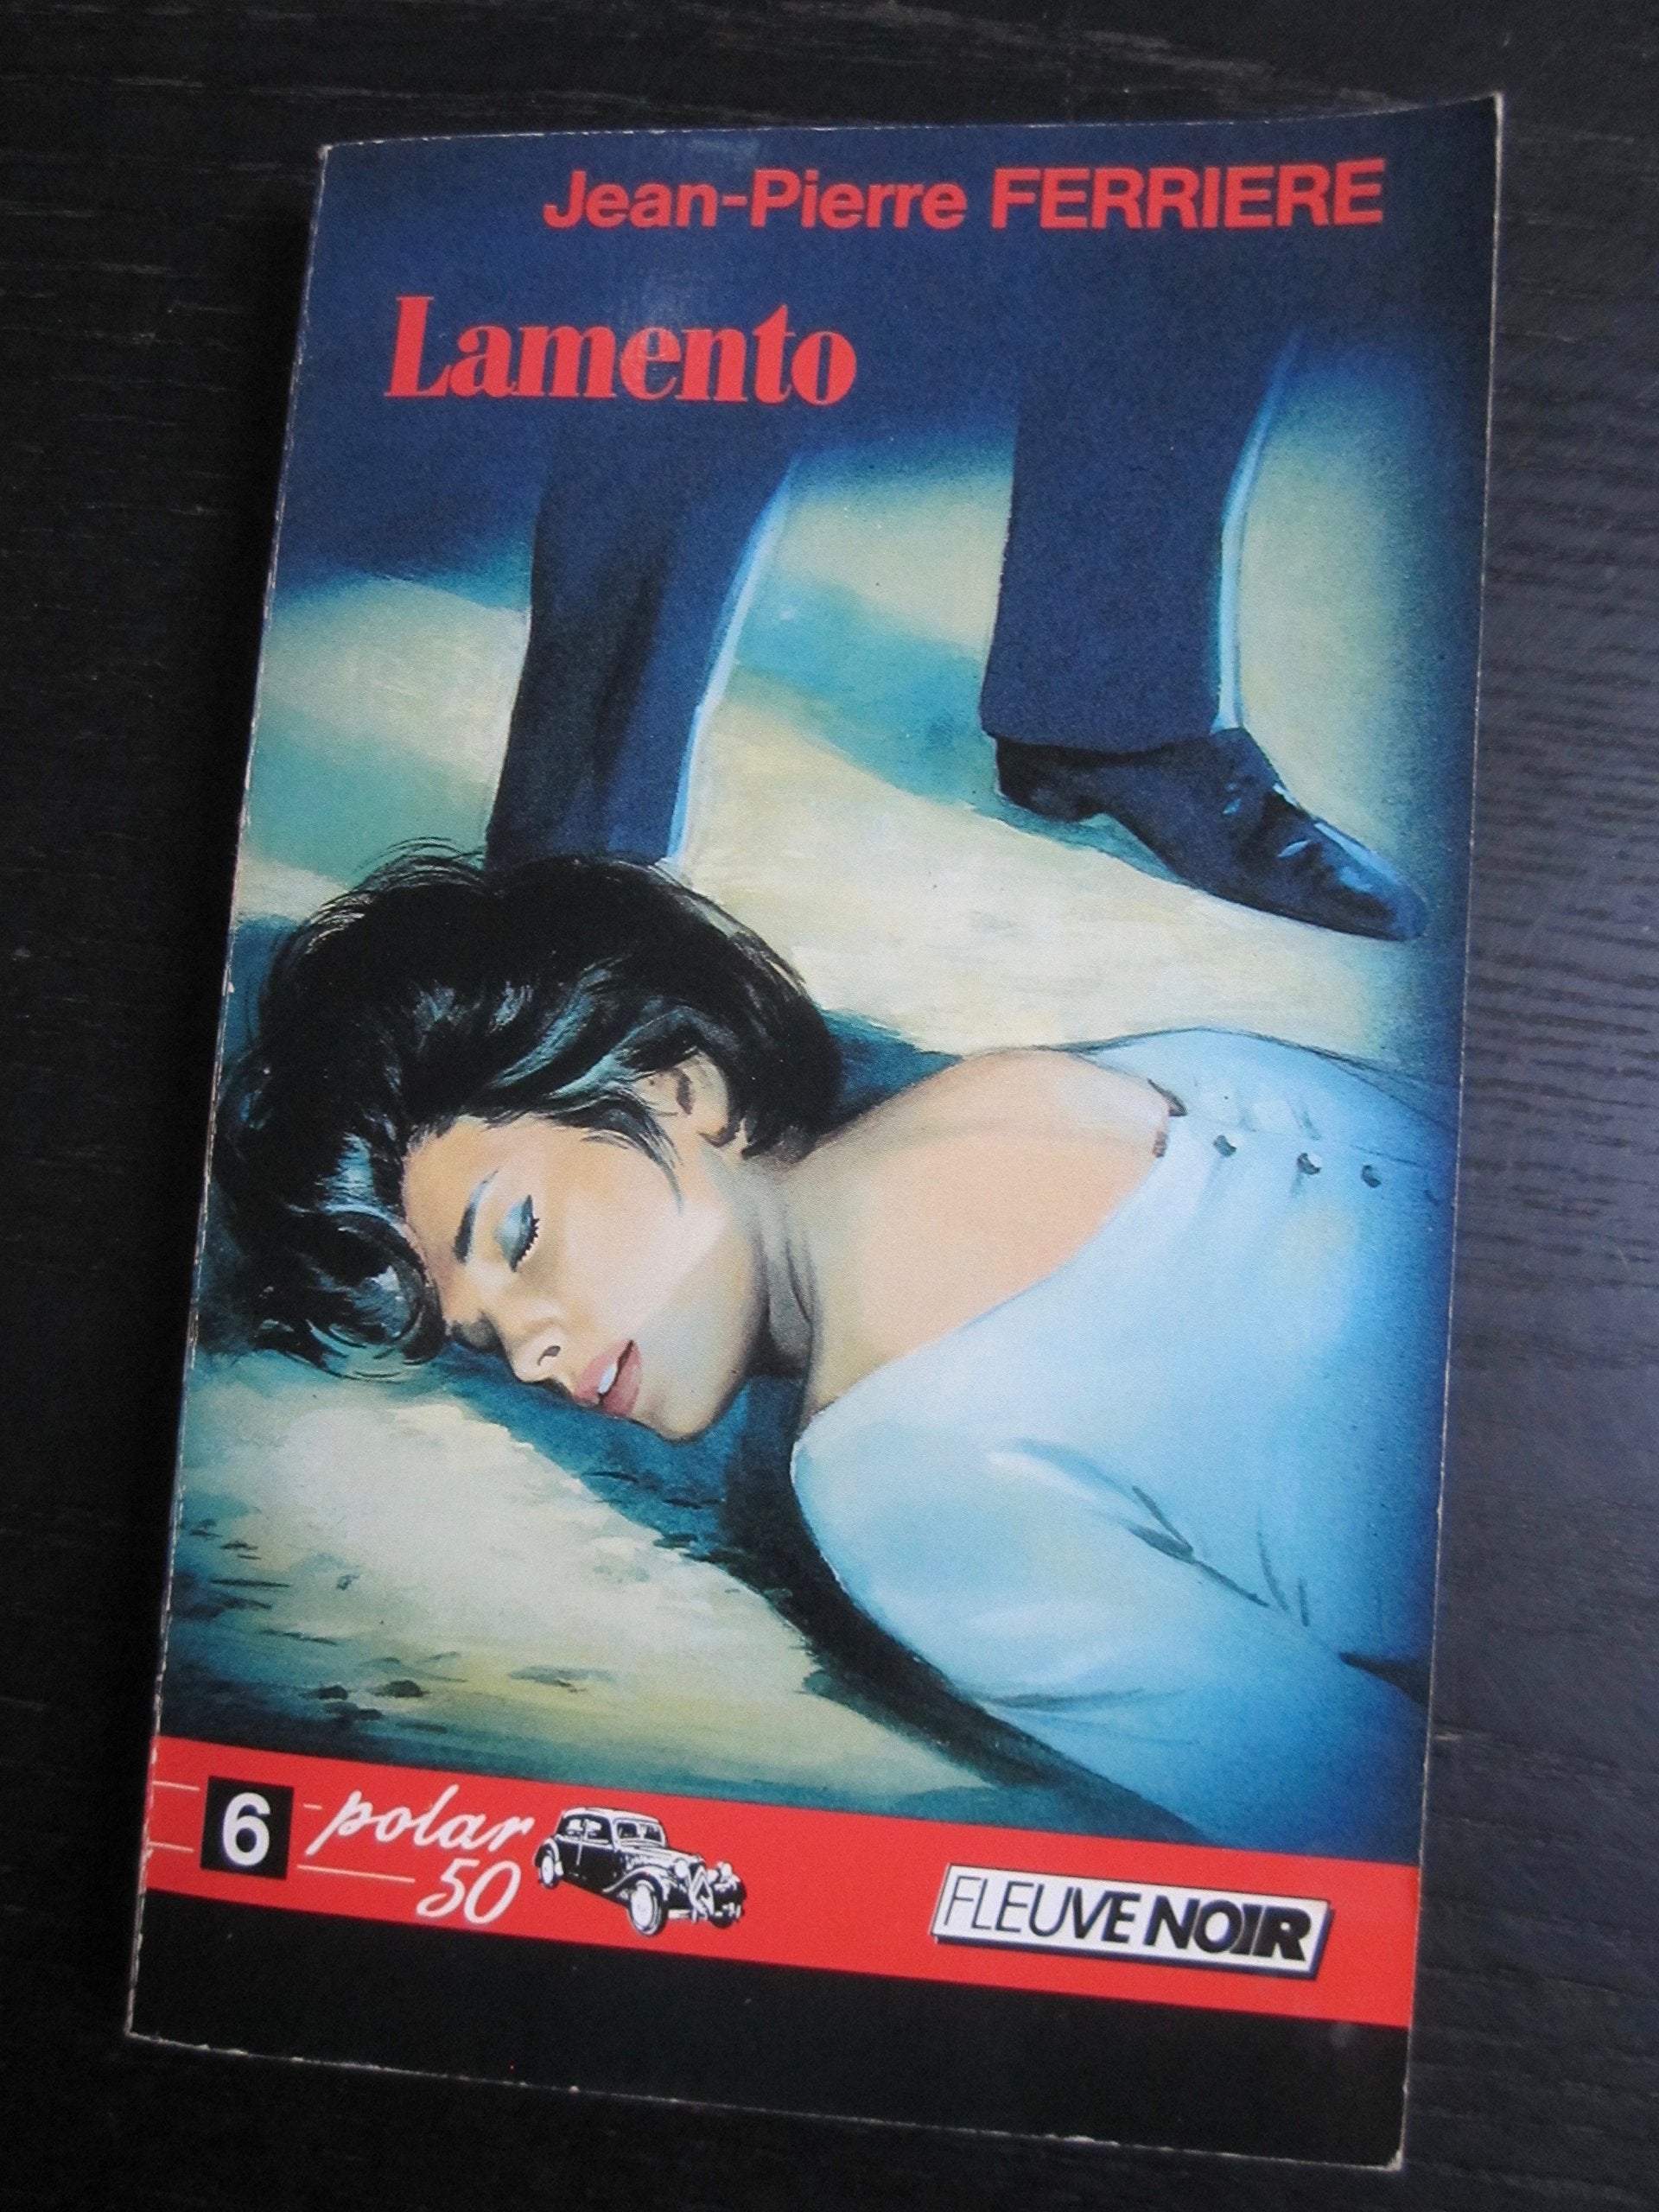 Jean-Pierre FERRIERE
Lamento
6 polar
50
FLEUVE NOIR